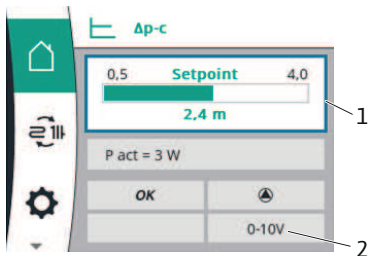 Δp-c
0,5 Setpoint 4,0
2,4 m
1
P act = 3 W
OK
0-10V
2